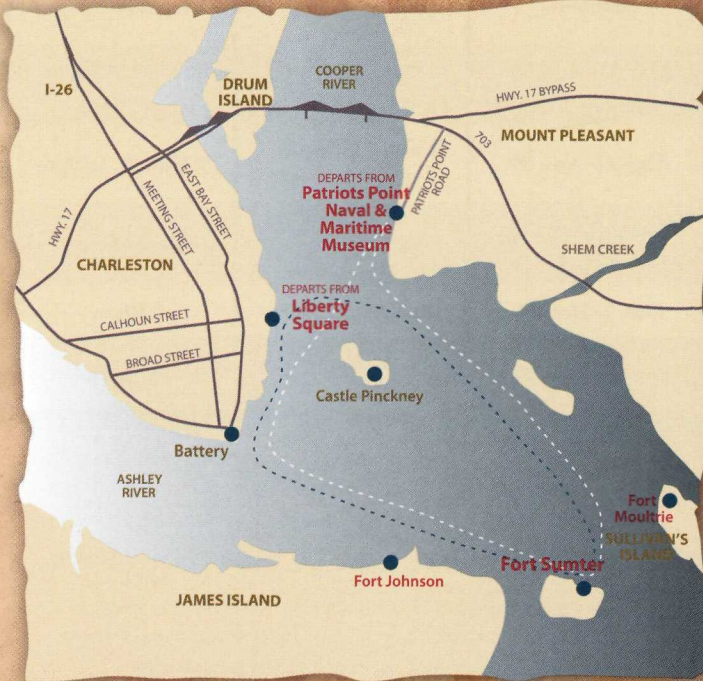 I-26
DRUM
ISLAND
COOPER
RIVER
HWY. 17 BYPASS
MOUNT PLEASANT
703
PATRIOTS POINT
ROAD
DEPARTS FROM
Patriots Point
Naval &
Maritime
Museum
EAST BAY STREET
MEETING STREET
HWY. 17
CHARLESTON
SHEM CREEK
DEPARTS FROM
Liberty
Square
CALHOUN STREET
BROAD STREET
Castle Pinckney
Battery
ASHLEY
RIVER
Fort
Moultrie
SULLIVAN'S
ISLAND
Fort Sumter
Fort Johnson
JAMES ISLAND